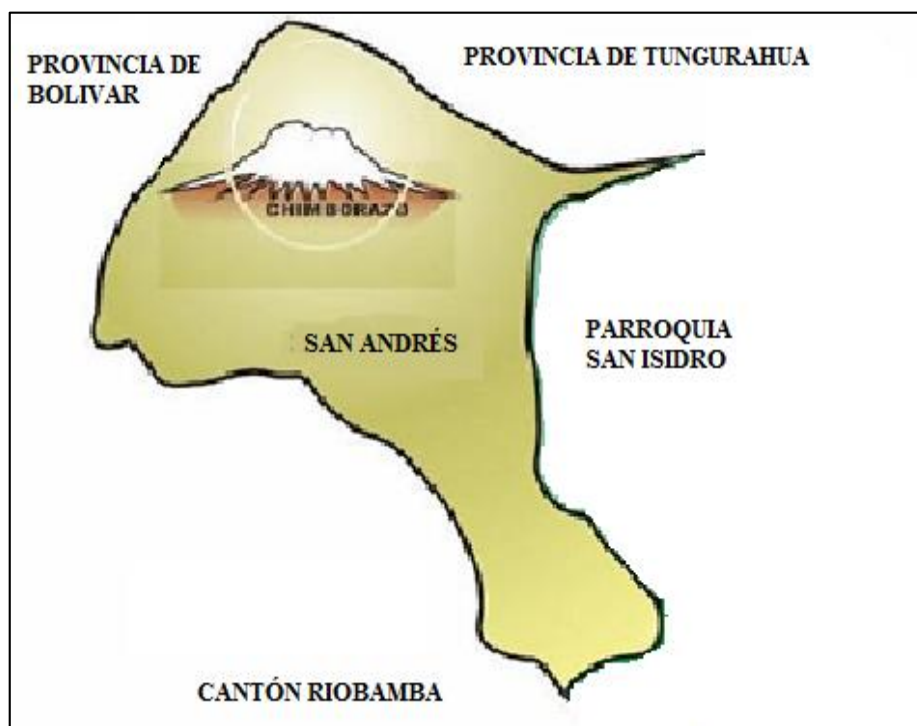 PROVINCIA DE
BOLIVAR
PROVINCIA DE TUNGURAHUA
CHIMBORAZO
SAN ANDRÉS
PARROQUIA
SAN ISIDRO
CANTÓN RIOBAMBA